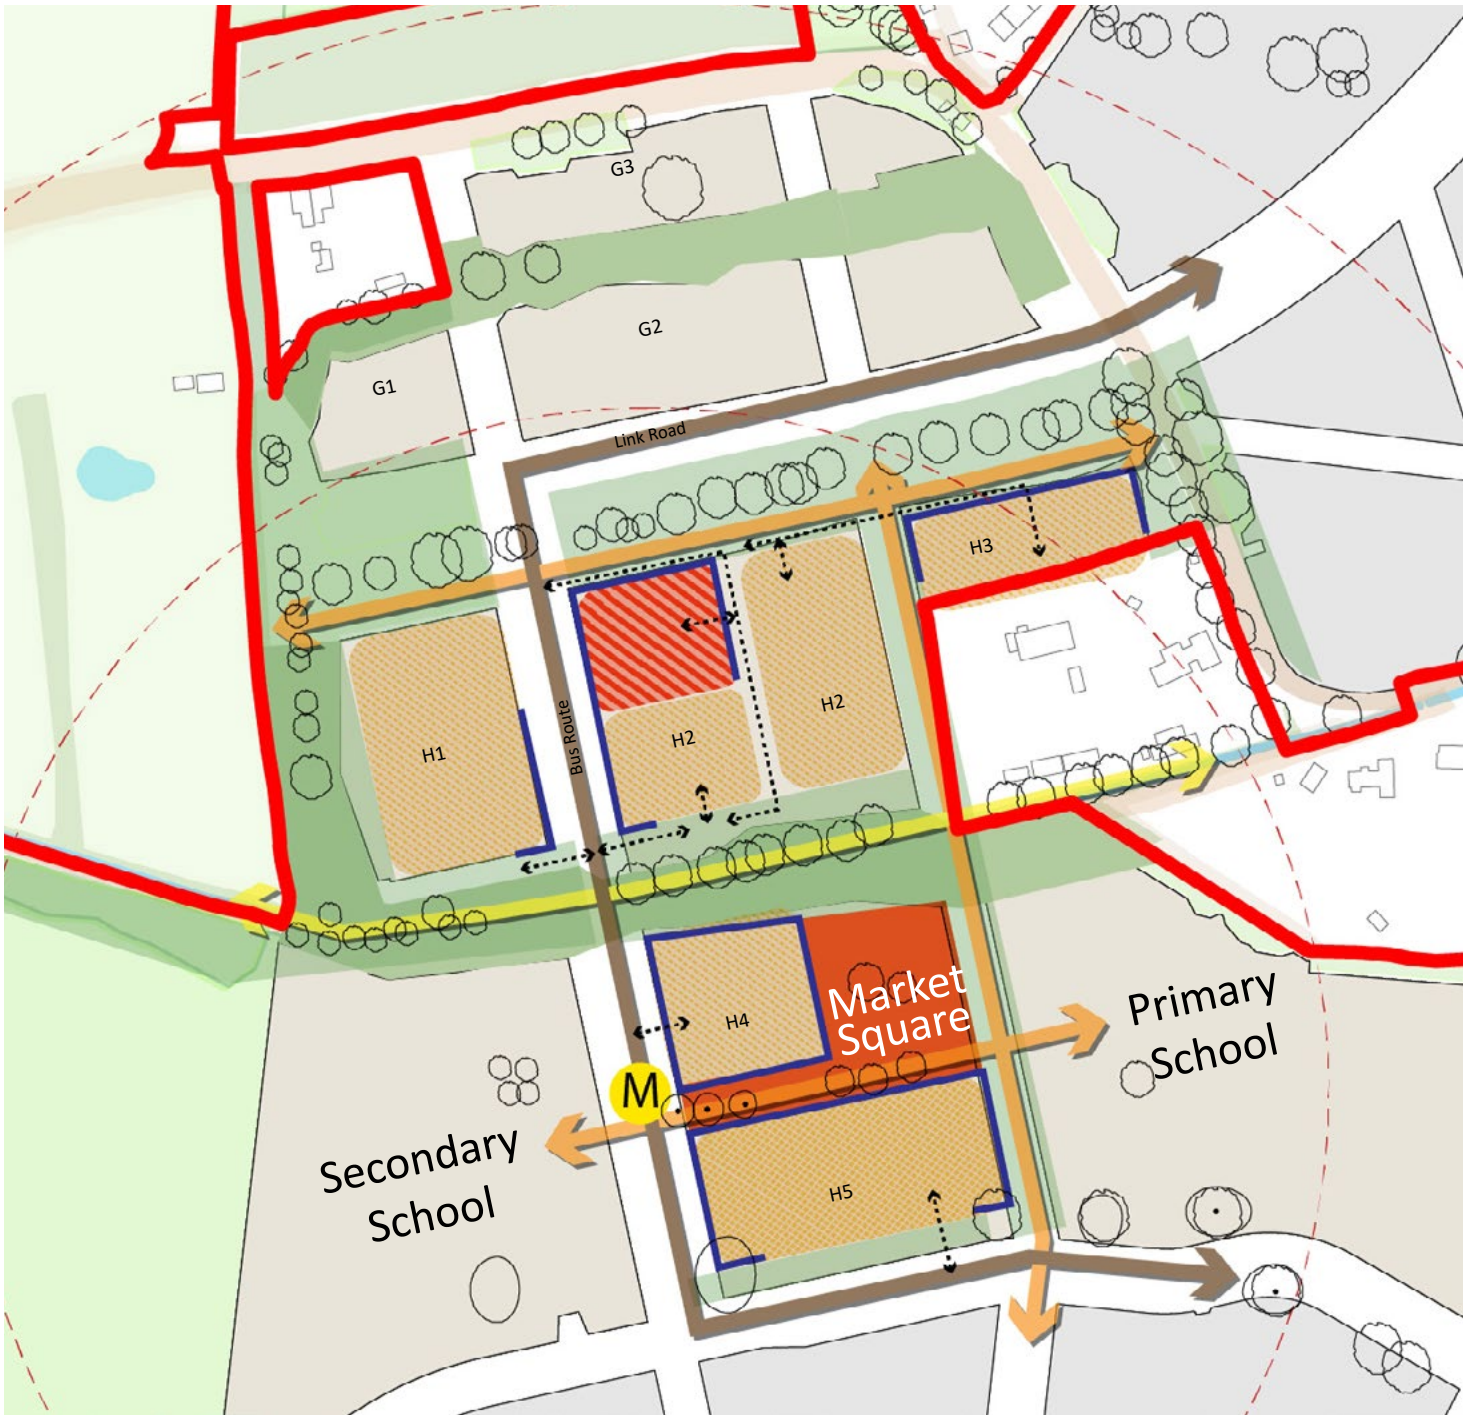 G3
G2
G1
Link Road
H3
Bus Route
H1
H2
H2
H4
Market
Square
Primary
School
M
Secondary
School
H5